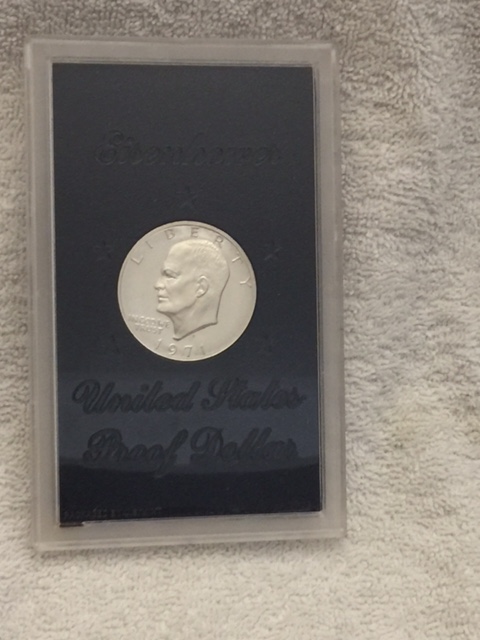 Eisenhower
LIBERTY
IN GOD WE
TRUST
1971
United States
Proof Dollar